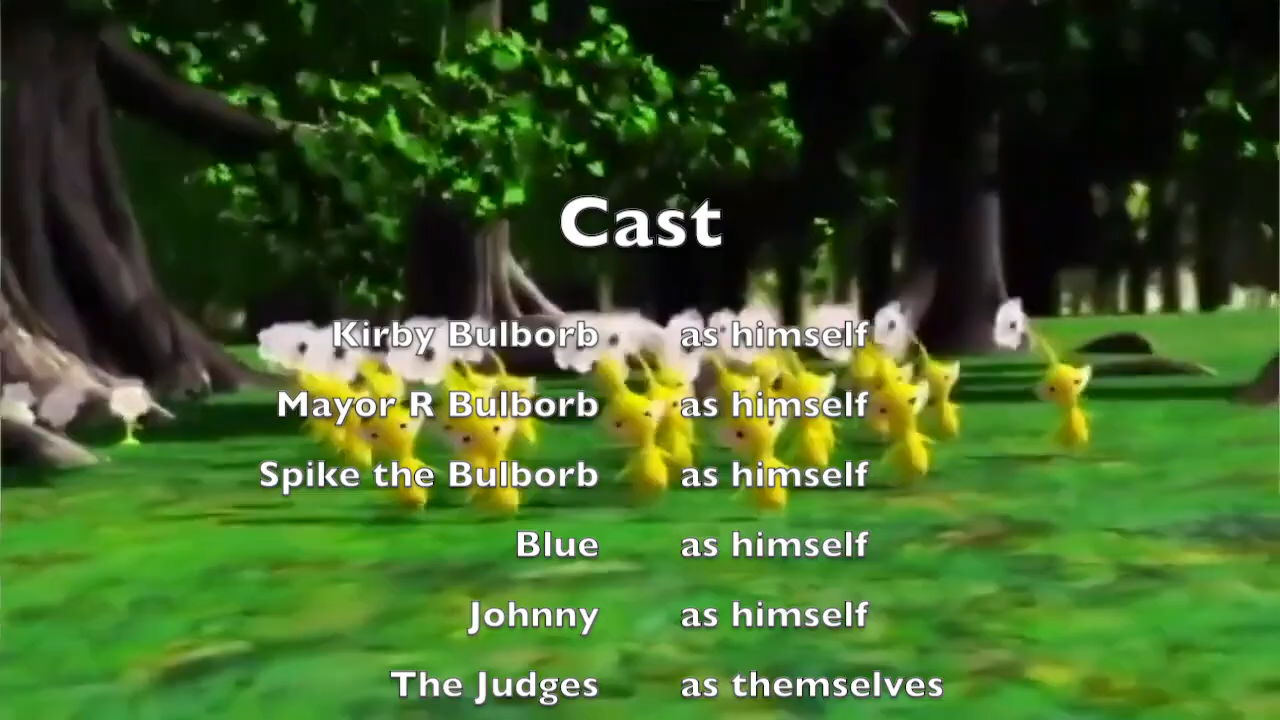 Cast
Kirby Bulborb as himself
Mayor R Bulborb as himself
Spike the Bulborb as himself
Blue as himself
Johnny as himself
The Judges as themselves